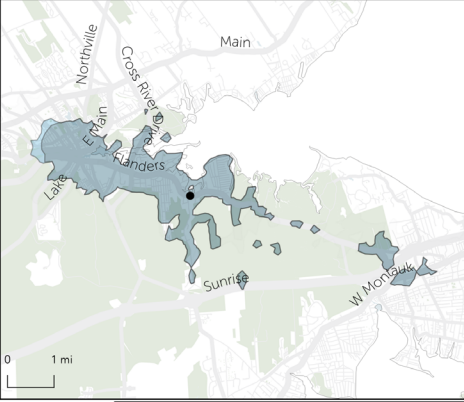 Northville
Main
Cross River Drive
E Main
Flanders
Lake
Sunrise
W Montauk
0
1 mi